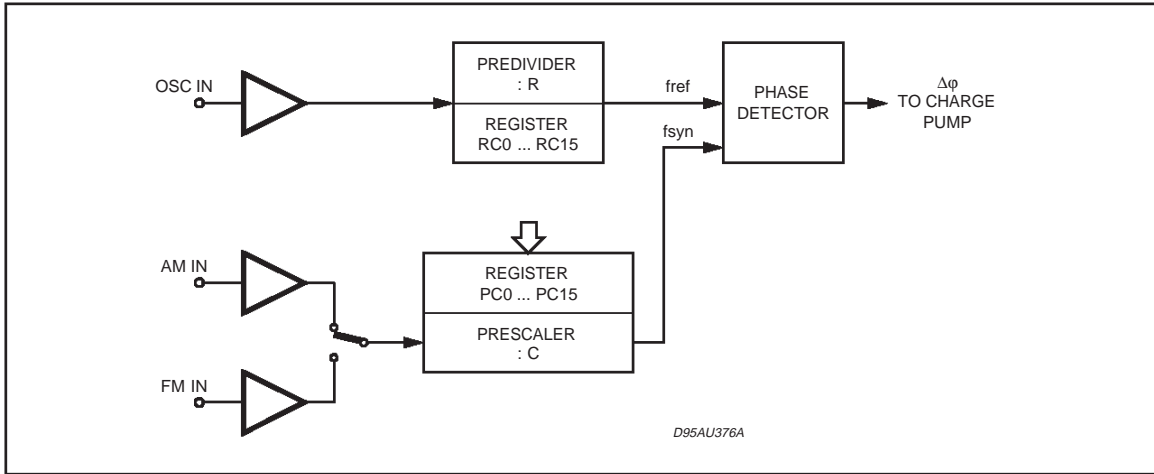 OSC IN
PREDIVIDER
: R
REGISTER
RC0 ... RC15
fref
fsyn
PHASE
DETECTOR
Δφ
TO CHARGE
PUMP
AM IN
FM IN
REGISTER
PC0 ... PC15
PRESCALER
: C
D95AU376A